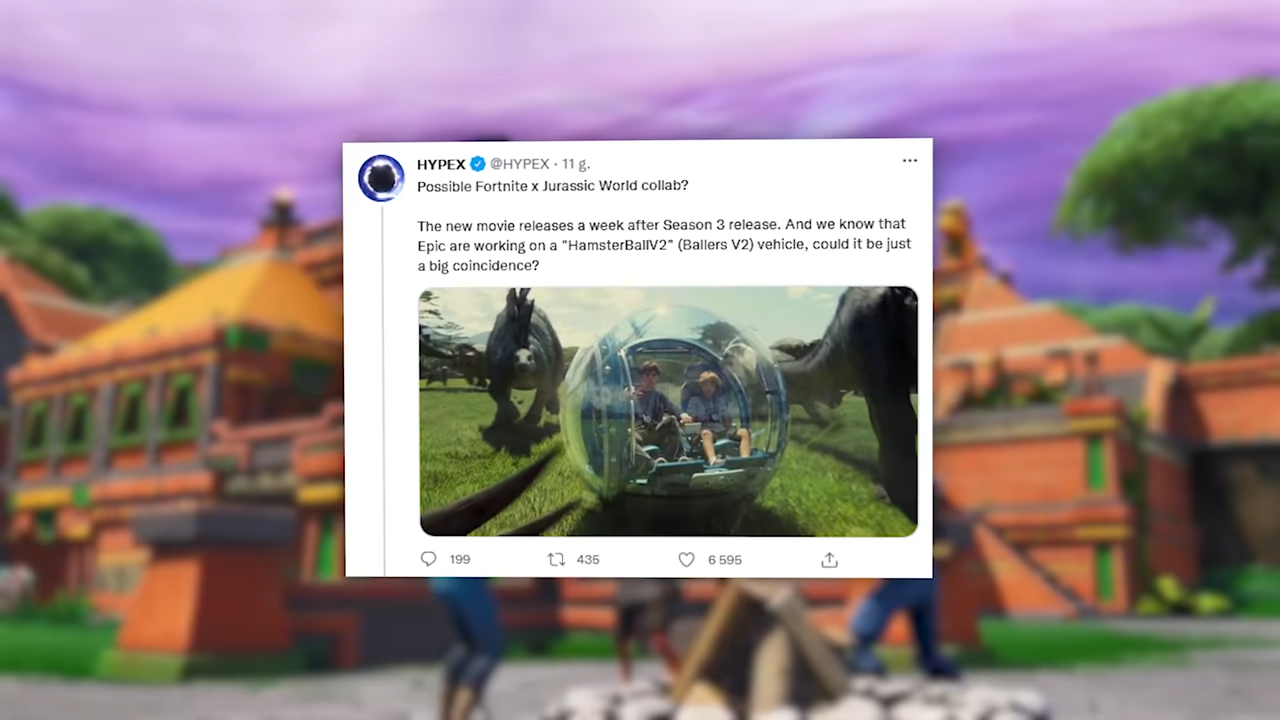 HYPEX @HYPEX · 11 g.
Possible Fortnite x Jurassic World collab?
The new movie releases a week after Season 3 release. And we know that
Epic are working on a "HamsterBallV2" (Ballers V2) vehicle, could it be just
a big coincidence?
199 435 6 595